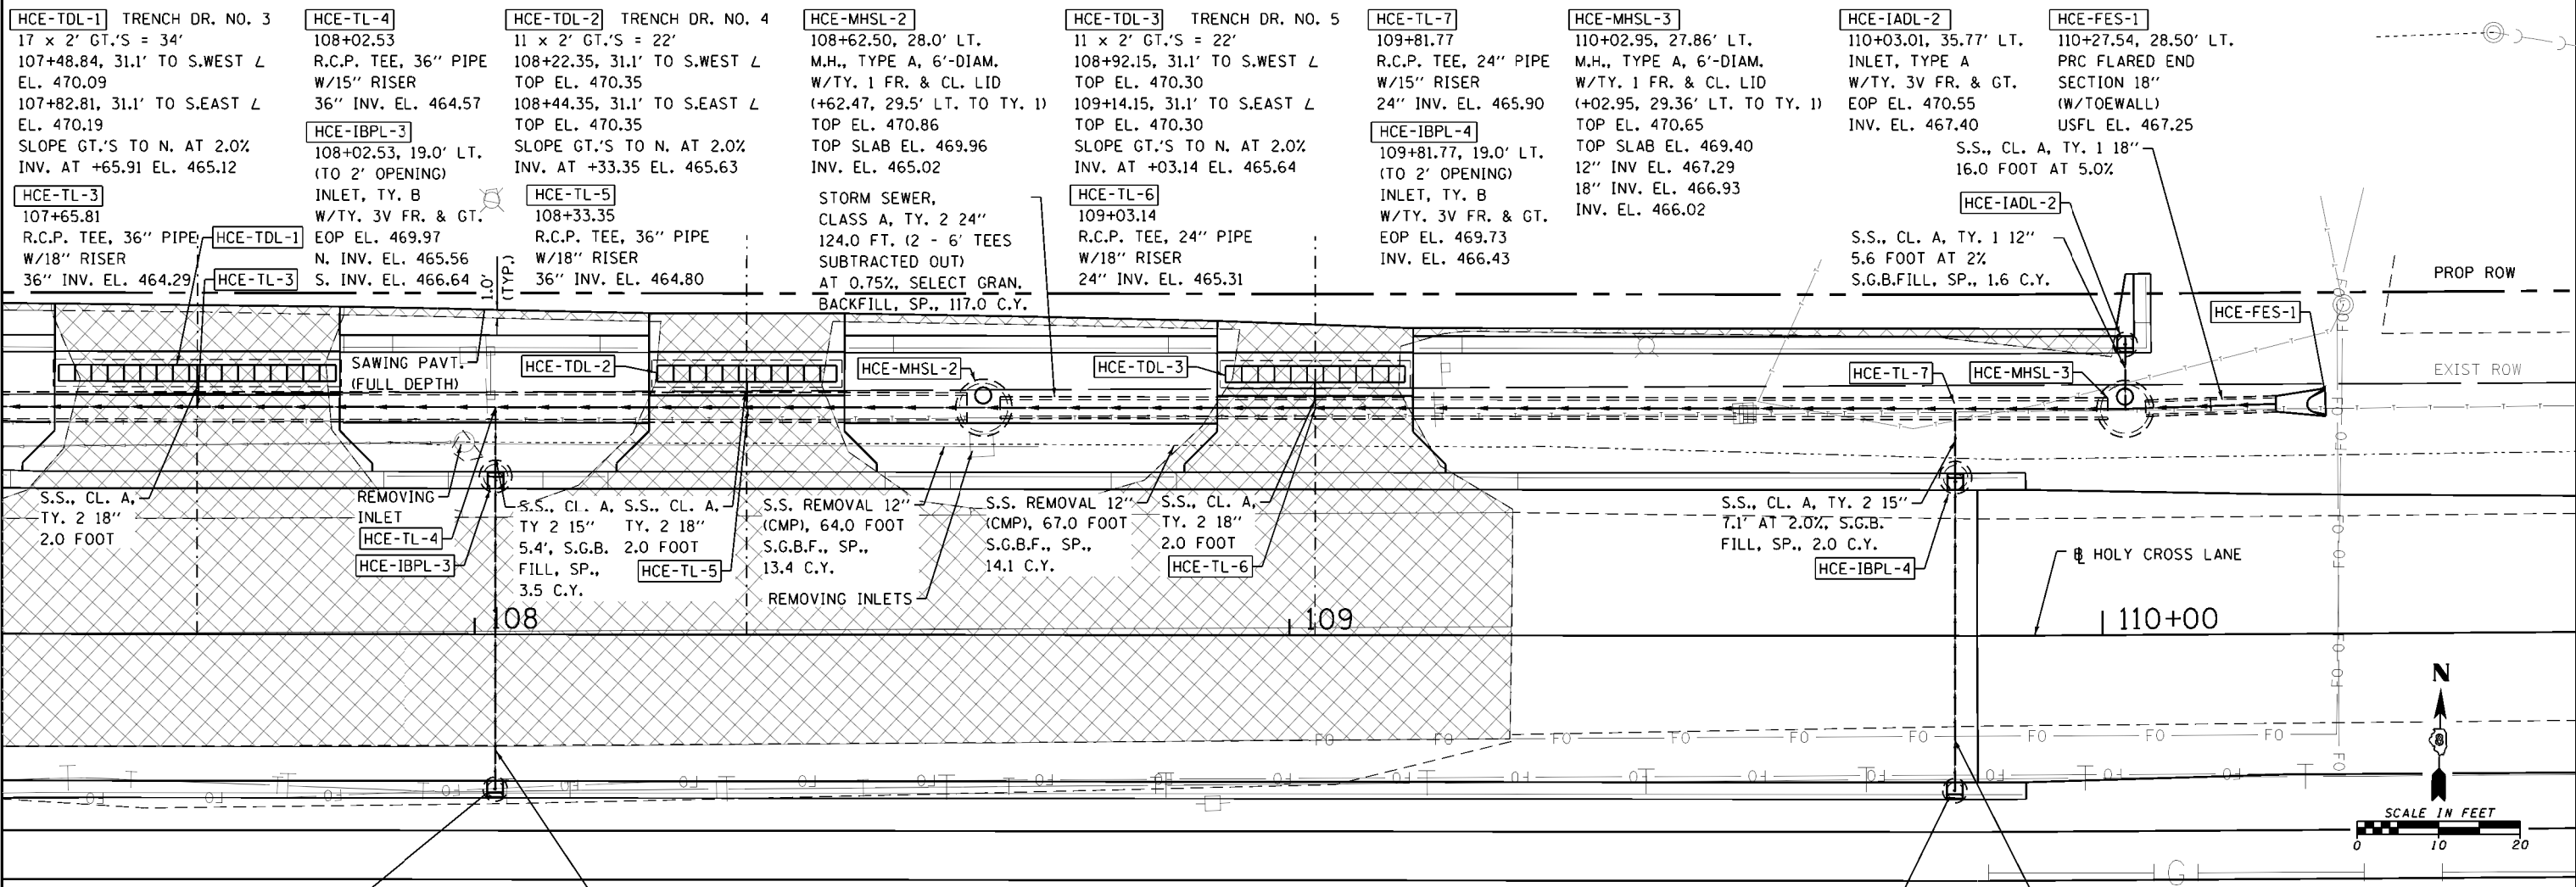 HCE-TDL-1 TRENCH DR. NO. 3
17 x 2' GT.'S = 34'
107+48.84, 31.1' TO S.WEST ∠
EL. 470.09
107+82.81, 31.1' TO S.EAST ∠
EL. 470.19
SLOPE GT.'S TO N. AT 2.0%
INV. AT +65.91 EL. 465.12
HCE-TL-3
107+65.81
R.C.P. TEE, 36" PIPE
W/18" RISER
36" INV. EL. 464.29
HCE-TL-4
108+02.53
R.C.P. TEE, 36" PIPE
W/15" RISER
36" INV. EL. 464.57
HCE-IBPL-3
108+02.53, 19.0' LT.
(TO 2' OPENING)
INLET, TY. B
W/TY. 3V FR. & GT.
EOP EL. 469.97
N. INV. EL. 465.56
S. INV. EL. 466.64
HCE-TDL-2 TRENCH DR. NO. 4
11 x 2' GT.'S = 22'
108+22.35, 31.1' TO S.WEST ∠
TOP EL. 470.35
108+44.35, 31.1' TO S.EAST ∠
TOP EL. 470.35
SLOPE GT.'S TO N. AT 2.0%
INV. AT +33.35 EL. 465.63
HCE-TL-5
108+33.35
R.C.P. TEE, 36" PIPE
W/18" RISER
36" INV. EL. 464.80
HCE-MHSL-2
108+62.50, 28.0' LT.
M.H., TYPE A, 6'-DIAM.
W/TY. 1 FR. & CL. LID
(+62.47, 29.5' LT. TO TY. 1)
TOP EL. 470.86
TOP SLAB EL. 469.96
INV. EL. 465.02
STORM SEWER,
CLASS A, TY. 2 24"
124.0 FT. (2 - 6' TEES
SUBTRACTED OUT)
AT 0.75%, SELECT GRAN.
BACKFILL, SP., 117.0 C.Y.
HCE-TDL-3 TRENCH DR. NO. 5
11 x 2' GT.'S = 22'
108+92.15, 31.1' TO S.WEST ∠
TOP EL. 470.30
109+14.15, 31.1' TO S.EAST ∠
TOP EL. 470.30
SLOPE GT.'S TO N. AT 2.0%
INV. AT +03.14 EL. 465.64
HCE-TL-6
109+03.14
R.C.P. TEE, 24" PIPE
W/18" RISER
24" INV. EL. 465.31
HCE-TL-7
109+81.77
R.C.P. TEE, 24" PIPE
W/15" RISER
24" INV. EL. 465.90
HCE-IBPL-4
109+81.77, 19.0' LT.
(TO 2' OPENING)
INLET, TY. B
W/TY. 3V FR. & GT.
EOP EL. 469.73
INV. EL. 466.43
HCE-MHSL-3
110+02.95, 27.86' LT.
M.H., TYPE A, 6'-DIAM.
W/TY. 1 FR. & CL. LID
(+02.95, 29.36' LT. TO TY. 1)
TOP EL. 470.65
TOP SLAB EL. 469.40
12" INV EL. 467.29
18" INV. EL. 466.93
INV. EL. 466.02
HCE-IADL-2
110+03.01, 35.77' LT.
INLET, TYPE A
W/TY. 3V FR. & GT.
EOP EL. 470.55
INV. EL. 467.40
HCE-FES-1
110+27.54, 28.50' LT.
PRC FLARED END
SECTION 18"
(W/TOEWALL)
USFL EL. 467.25
S.S., CL. A, TY. 1 18"
16.0 FOOT AT 5.0%
HCE-IADL-2
S.S., CL. A, TY. 1 12"
5.6 FOOT AT 2%
S.G.B.FILL, SP., 1.6 C.Y.
HCE-TDL-1
HCE-TL-3
1.0'
(TYP.)
PROP ROW
HCE-FES-1
EXIST ROW
SAWING PAVT.
(FULL DEPTH)
HCE-TDL-2
HCE-MHSL-2
HCE-TDL-3
HCE-TL-7
HCE-MHSL-3
S.S., CL. A,
TY. 2 18"
2.0 FOOT
REMOVING
INLET
HCE-TL-4
HCE-IBPL-3
S.S., CL. A,
TY 2 15"
5.4', S.G.B.
FILL, SP.,
3.5 C.Y.
S.S., CL. A,
TY. 2 18"
2.0 FOOT
HCE-TL-5
S.S. REMOVAL 12"
(CMP), 64.0 FOOT
S.G.B.F., SP.,
13.4 C.Y.
REMOVING INLETS
S.S. REMOVAL 12"
(CMP), 67.0 FOOT
S.G.B.F., SP.,
14.1 C.Y.
S.S., CL. A,
TY. 2 18"
2.0 FOOT
HCE-TL-6
S.S., CL. A, TY. 2 15"
7.1' AT 2.0%, S.G.B.
FILL, SP., 2.0 C.Y.
HCE-IBPL-4
℄ HOLY CROSS LANE
108
109
110+00
FO FO FO FO FO FO FO FO FO
G
N
SCALE IN FEET
0 10 20